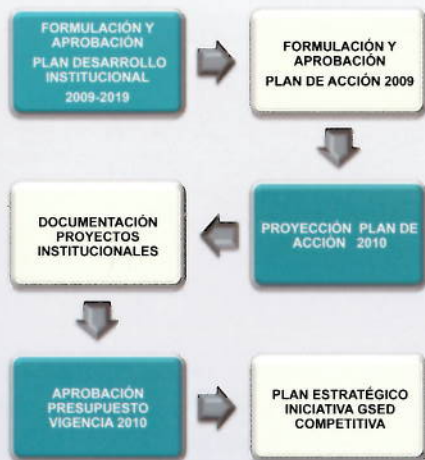 FORMULACIÓN Y
APROBACIÓN
PLAN DESARROLLO
INSTITUCIONAL
2009-2019
FORMULACIÓN Y
APROBACIÓN
PLAN DE ACCIÓN 2009
PROYECCIÓN PLAN DE
ACCIÓN 2010
DOCUMENTACIÓN
PROYECTOS
INSTITUCIONALES
APROBACIÓN
PRESUPUESTO
VIGENCIA 2010
PLAN ESTRATÉGICO
INICIATIVA GSED
COMPETITIVA